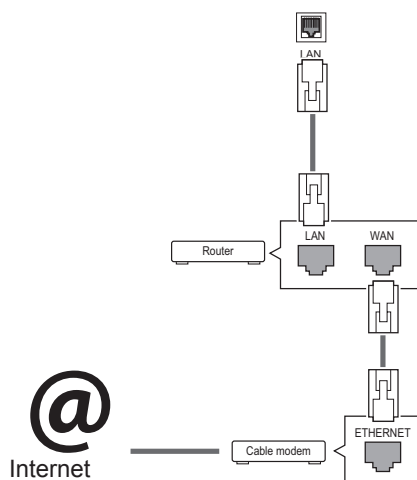 LAN
LAN WAN
Router
ETHERNET
@
Cable modem
Internet